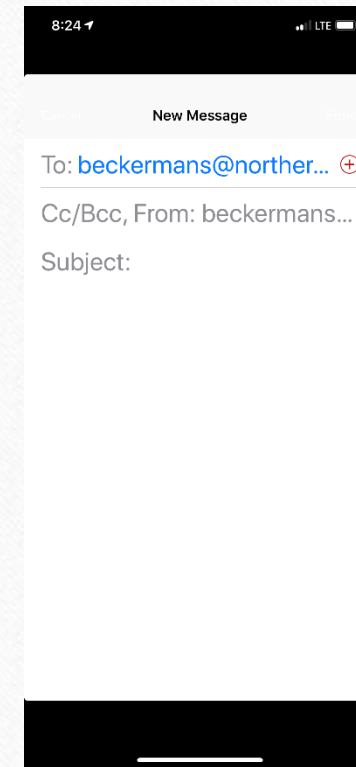 8:24 LTE
New Message
To: beckermans@norther...
Cc/Bcc, From: beckermans...
Subject: